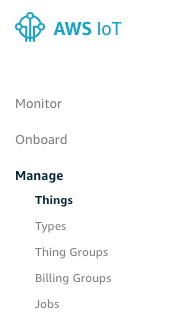 AWS IoT
Monitor
Onboard
Manage
Things
Types
Thing Groups
Billing Groups
Jobs